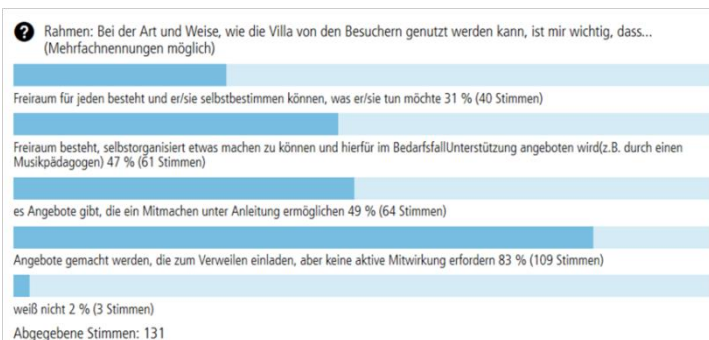 Rahmen: Bei der Art und Weise, wie die Villa von den Besuchern genutzt werden kann, ist mir wichtig, dass...
(Mehrfachnennungen möglich)
Freiraum für jeden besteht und er/sie selbstbestimmen können, was er/sie tun möchte 31 % (40 Stimmen)
Freiraum besteht, selbstorganisiert etwas machen zu können und hierfür im BedarfsfallUnterstützung angeboten wird(z.B. durch einen
Musikpädagogen) 47 % (61 Stimmen)
es Angebote gibt, die ein Mitmachen unter Anleitung ermöglichen 49 % (64 Stimmen)
Angebote gemacht werden, die zum Verweilen einladen, aber keine aktive Mitwirkung erfordern 83 % (109 Stimmen)
weiß nicht 2 % (3 Stimmen)
Abgegebene Stimmen: 131